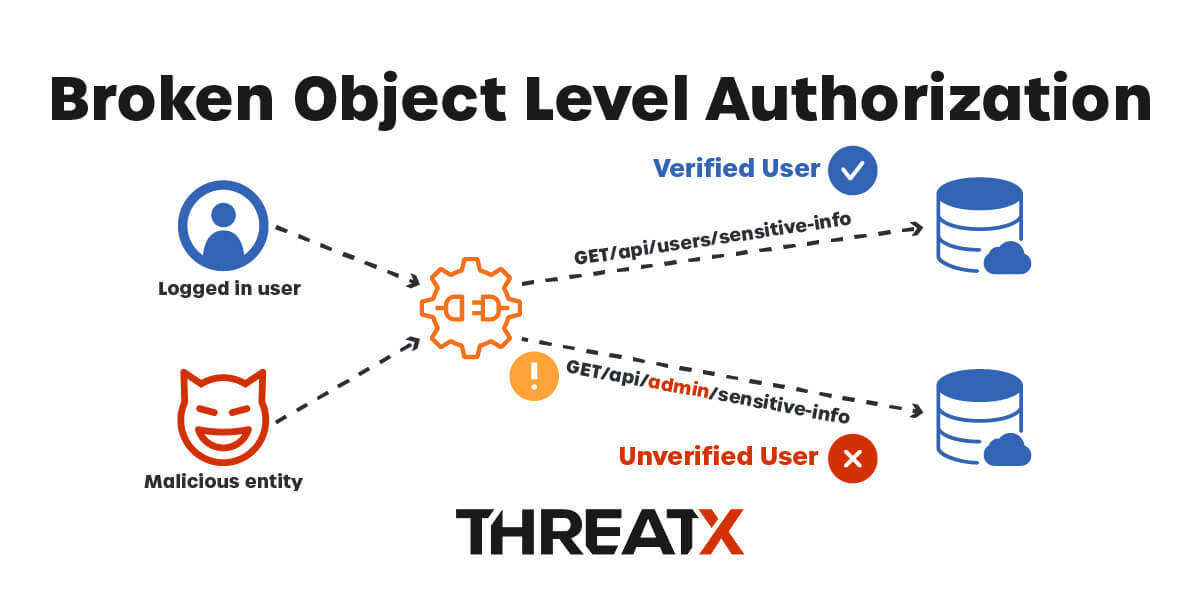 Broken Object Level Authorization
Verified User
GET/api/users/sensitive-info
Logged in user
GET/api/admin/sensitive-info
Unverified User
Malicious entity
THREATX